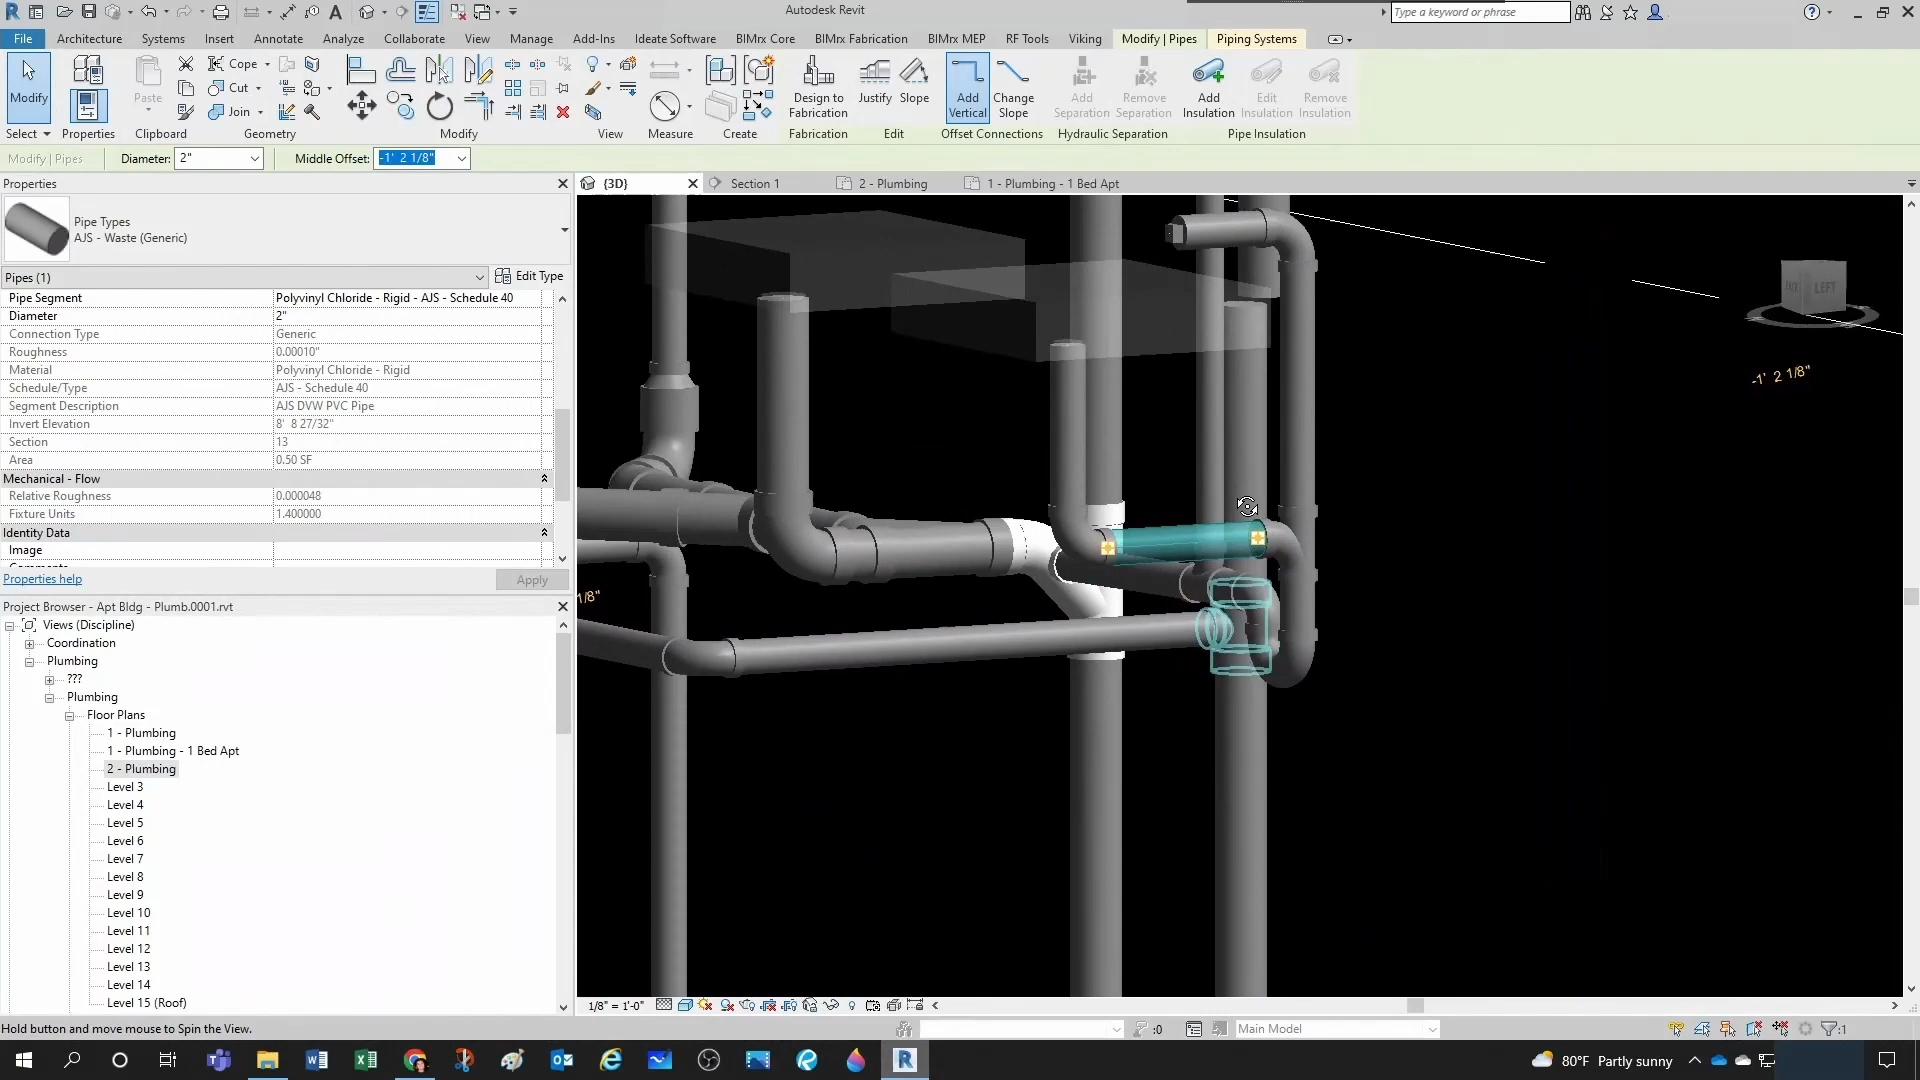 Autodesk Revit
Type a keyword or phrase
File Architecture Systems Insert Annotate Analyze Collaborate View Manage Add-Ins Ideate Software BIMrx Core BIMrx Fabrication BIMrx MEP RF Tools Viking Modify | Pipes Piping Systems
Modify Paste Cope Cut Join
Design to Fabrication Justify Slope Add Vertical Change Slope Add Separation Remove Separation Add Insulation Edit Insulation Remove Insulation
Select Properties Clipboard Geometry Modify View Measure Create Fabrication Edit Offset Connections Hydraulic Separation Pipe Insulation
Modify | Pipes Diameter: 2" Middle Offset: -1' 2 1/8"
Properties
{3D} Section 1 2 - Plumbing 1 - Plumbing - 1 Bed Apt
Pipe Types
AJS - Waste (Generic)
Pipes (1) Edit Type
Pipe Segment Polyvinyl Chloride - Rigid - AJS - Schedule 40
Diameter 2"
Connection Type Generic
Roughness 0.00010"
Material Polyvinyl Chloride - Rigid
Schedule/Type AJS - Schedule 40
Segment Description AJS DVW PVC Pipe
Invert Elevation 8' 8 27/32"
Section 13
Area 0.50 SF
Mechanical - Flow
Relative Roughness 0.000048
Fixture Units 1.400000
Identity Data
Image
Properties help Apply
LEFT
-1' 2 1/8"
1/8"
Project Browser - Apt Bldg - Plumb.0001.rvt
Views (Discipline)
Coordination
Plumbing
???
Plumbing
Floor Plans
1 - Plumbing
1 - Plumbing - 1 Bed Apt
2 - Plumbing
Level 3
Level 4
Level 5
Level 6
Level 7
Level 8
Level 9
Level 10
Level 11
Level 12
Level 13
Level 14
Level 15 (Roof)
1/8" = 1'-0"
Hold button and move mouse to Spin the View. :0 Main Model :1
80°F Partly sunny